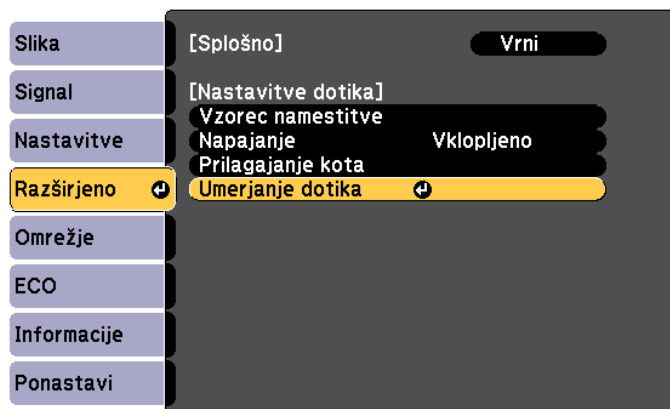 Slika
Signal
Nastavitve
Razširjeno
Omrežje
ECO
Informacije
Ponastavi
[Splošno] Vrni
[Nastavitve dotika]
Vzorec namestitve
Napajanje Vklopljeno
Prilagajanje kota
Umerjanje dotika